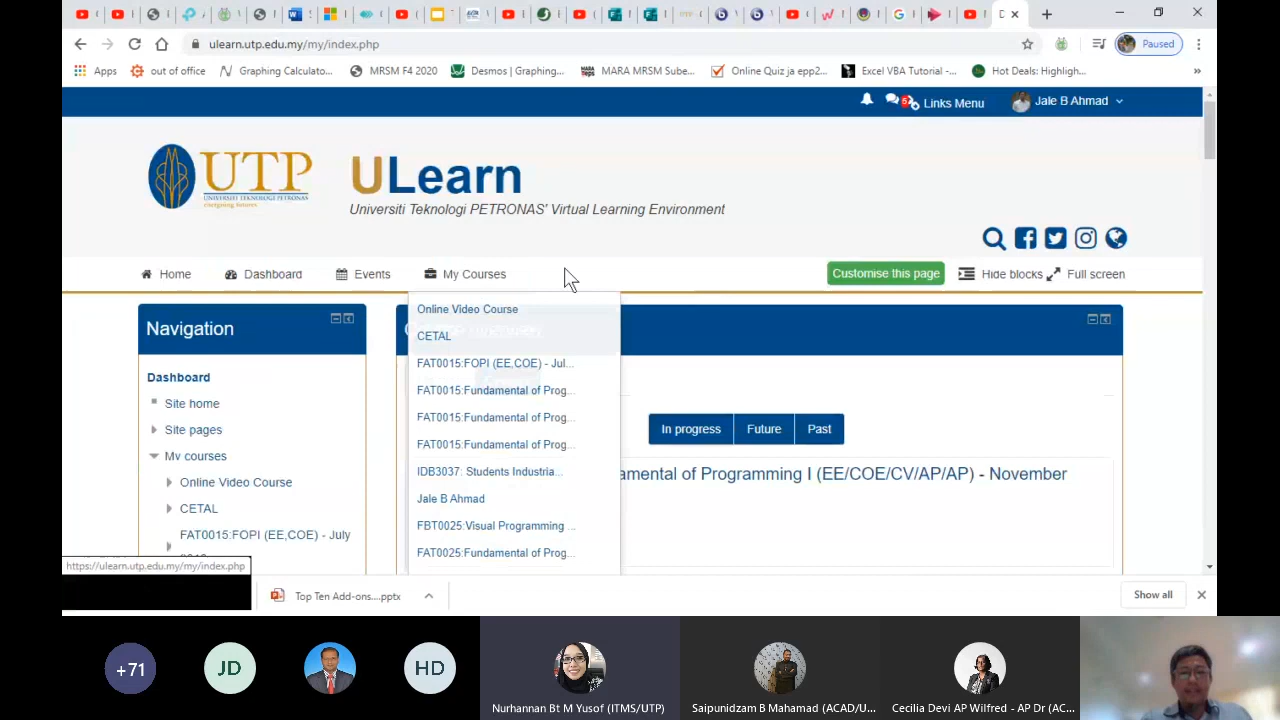 ulearn.utp.edu.my/my/index.php
Paused
Apps
out of office
Graphing Calculato...
MRSM F4 2020
Desmos | Graphing...
MARA MRSM Sube...
Online Quiz ja epp2...
Excel VBA Tutorial -...
Hot Deals: Highligh...
»
Links Menu
Jale B Ahmad
UTP
UNIVERSITI TEKNOLOGI PETRONAS
energising futures
ULearn
Universiti Teknologi PETRONAS' Virtual Learning Environment
Home
Dashboard
Events
My Courses
Customise this page
Hide blocks
Full screen
Navigation
Dashboard
Site home
Site pages
My courses
Online Video Course
CETAL
FAT0015:FOPI (EE,COE) - July
Online Video Course
CETAL
FAT0015:FOPI (EE,COE) - Jul...
FAT0015:Fundamental of Prog...
FAT0015:Fundamental of Prog...
FAT0015:Fundamental of Prog...
IDB3037: Students Industria...
Jale B Ahmad
FBT0025:Visual Programming ...
FAT0025:Fundamental of Prog...
In progress
Future
Past
amental of Programming I (EE/COE/CV/AP/AP) - November
https://ulearn.utp.edu.my/my/index.php
Top Ten Add-ons....pptx
Show all
+71
JD
HD
Nurhannan Bt M Yusof (ITMS/UTP)
Saipunidzam B Mahamad (ACAD/U...
Cecilia Devi AP Wilfred - AP Dr (AC...